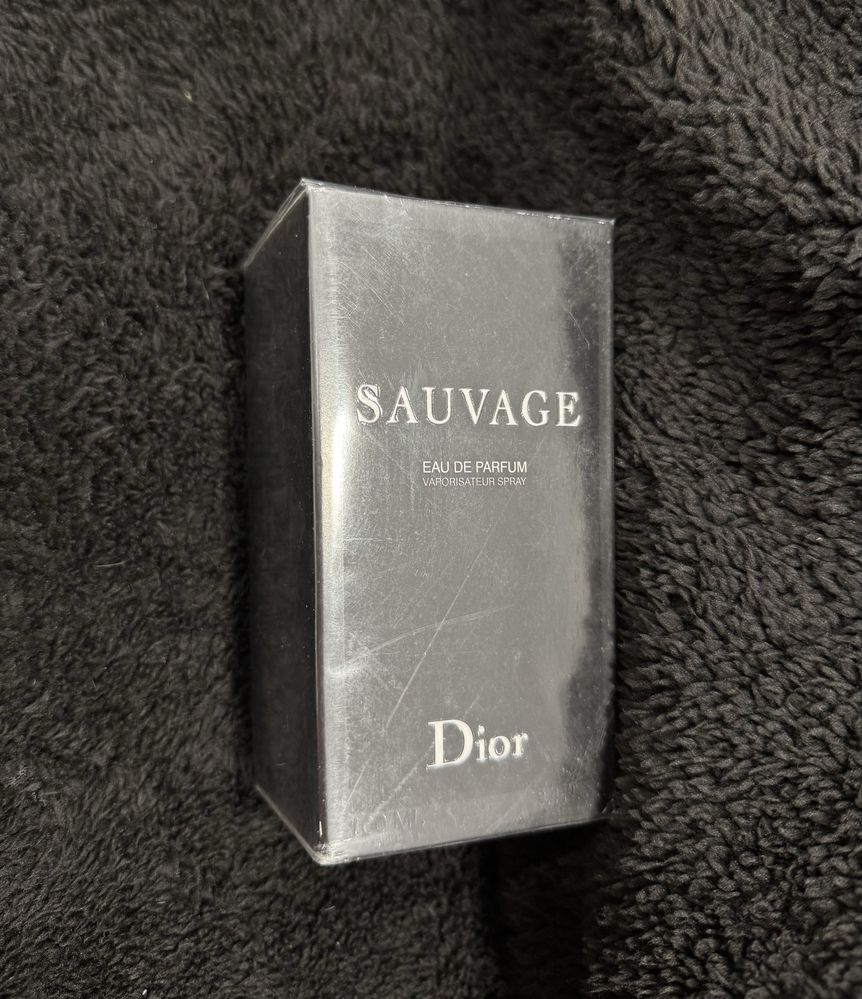 SAUVAGE
EAU DE PARFUM
VAPORISATEUR SPRAY
Dior